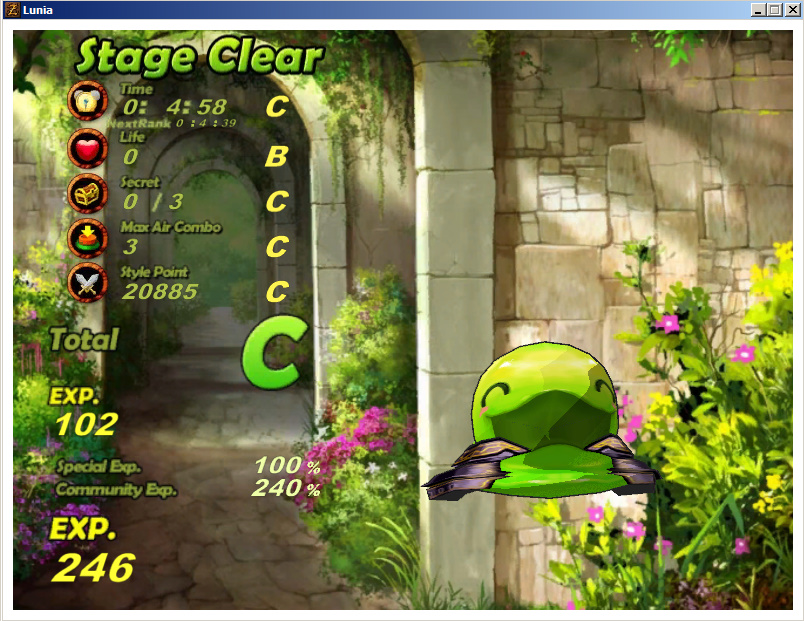 Lunia
Stage Clear
Time
0: 4:58 C
NextRank 0:4:39
Life
0 B
Secret
0 / 3 C
Max Air Combo
3 C
Style Point
20885 C
Total C
EXP.
102
Special Exp. 100 %
Community Exp. 240 %
EXP.
246